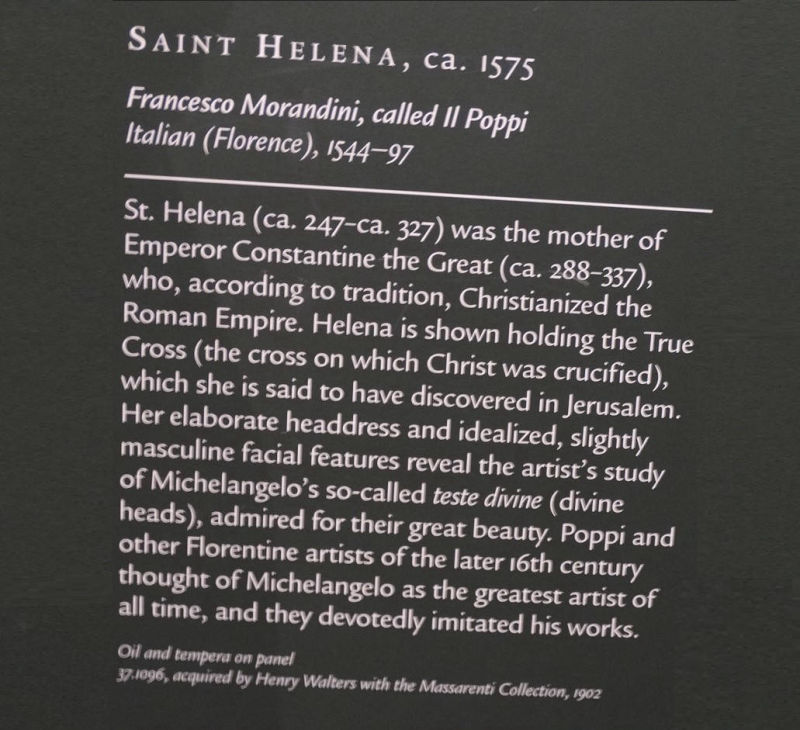 SAINT HELENA, ca. 1575
Francesco Morandini, called Il Poppi
Italian (Florence), 1544–97
St. Helena (ca. 247–ca. 327) was the mother of
Emperor Constantine the Great (ca. 288–337),
who, according to tradition, Christianized the
Roman Empire. Helena is shown holding the True
Cross (the cross on which Christ was crucified),
which she is said to have discovered in Jerusalem.
Her elaborate headdress and idealized, slightly
masculine facial features reveal the artist's study
of Michelangelo's so-called teste divine (divine
heads), admired for their great beauty. Poppi and
other Florentine artists of the later 16th century
thought of Michelangelo as the greatest artist of
all time, and they devotedly imitated his works.
Oil and tempera on panel
37.1096, acquired by Henry Walters with the Massarenti Collection, 1902